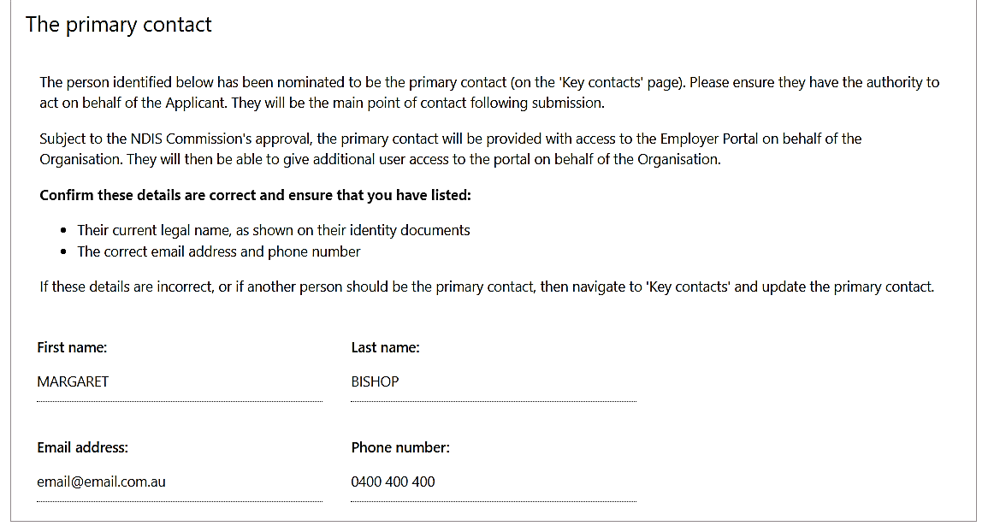 The primary contact
The person identified below has been nominated to be the primary contact (on the 'Key contacts' page). Please ensure they have the authority to
act on behalf of the Applicant. They will be the main point of contact following submission.
Subject to the NDIS Commission's approval, the primary contact will be provided with access to the Employer Portal on behalf of the
Organisation. They will then be able to give additional user access to the portal on behalf of the Organisation.
Confirm these details are correct and ensure that you have listed:
• Their current legal name, as shown on their identity documents
• The correct email address and phone number
If these details are incorrect, or if another person should be the primary contact, then navigate to 'Key contacts' and update the primary contact.
First name: Last name:
MARGARET BISHOP
Email address: Phone number:
email@email.com.au 0400 400 400